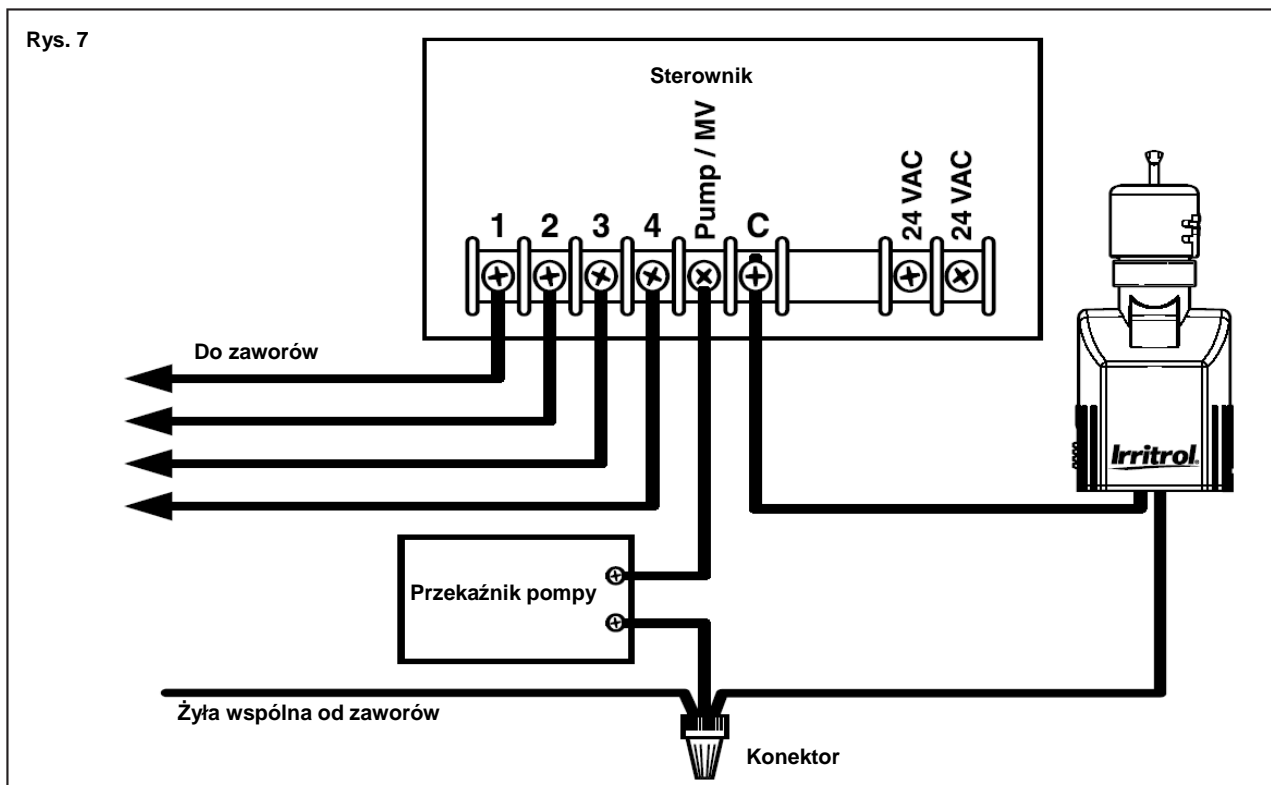 Rys. 7
Sterownik
1 2 3 4 Pump / MV C 24 VAC 24 VAC
Do zaworów
Irritrol®
Przekaźnik pompy
Żyła wspólna od zaworów
Konektor